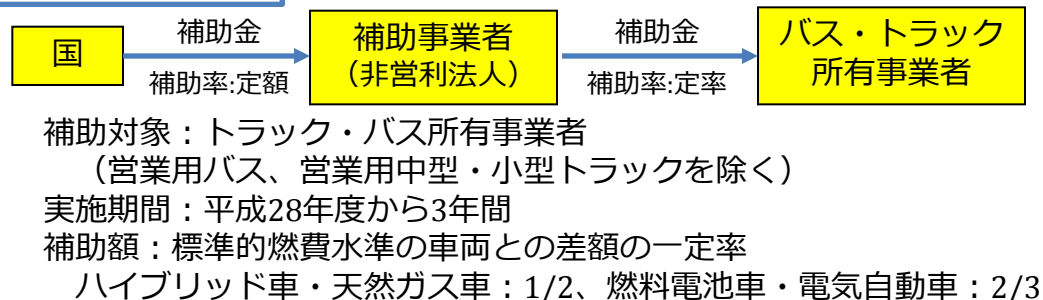 国
補助金
補助率:定額
補助事業者
（非営利法人）
補助金
補助率:定率
バス・トラック
所有事業者
補助対象：トラック・バス所有事業者
（営業用バス、営業用中型・小型トラックを除く）
実施期間：平成28年度から3年間
補助額：標準的燃費水準の車両との差額の一定率
ハイブリッド車・天然ガス車：1/2、燃料電池車・電気自動車：2/3